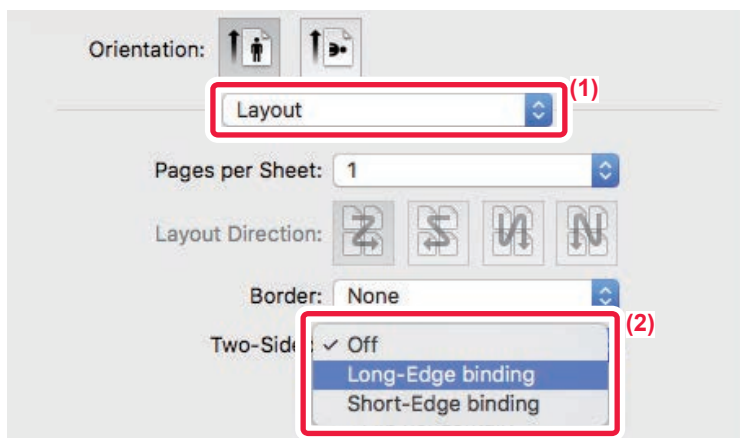 Orientation:
(1)
Layout
Pages per Sheet: 1
Layout Direction:
Border: None
(2)
Two-Side : ✓ Off
Long-Edge binding
Short-Edge binding